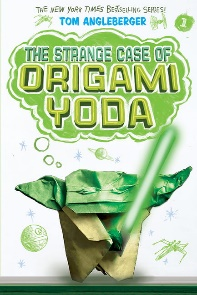 THE NEW YORK TIMES BESTSELLING SERIES!
TOM ANGLEBERGER
1
THE STRANGE CASE OF
ORIGAMI
YODA